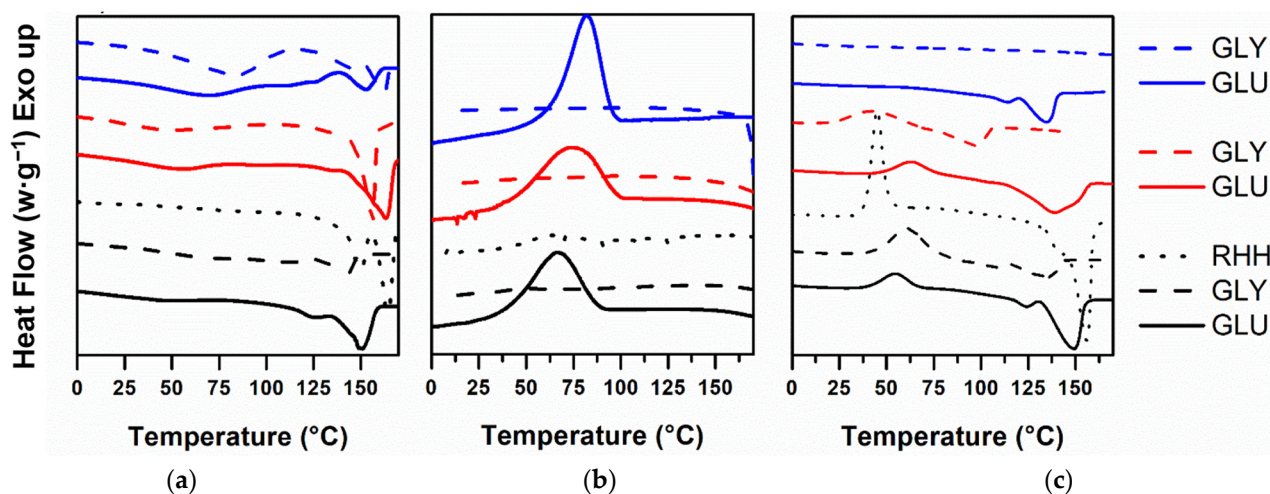 Heat Flow (w·g⁻¹) Exo up
GLY
GLU
GLY
GLU
RHH
GLY
GLU
0 25 50 75 100 125 150
0 25 50 75 100 125 150
0 25 50 75 100 125 150
Temperature (°C)
Temperature (°C)
Temperature (°C)
(a)
(b)
(c)